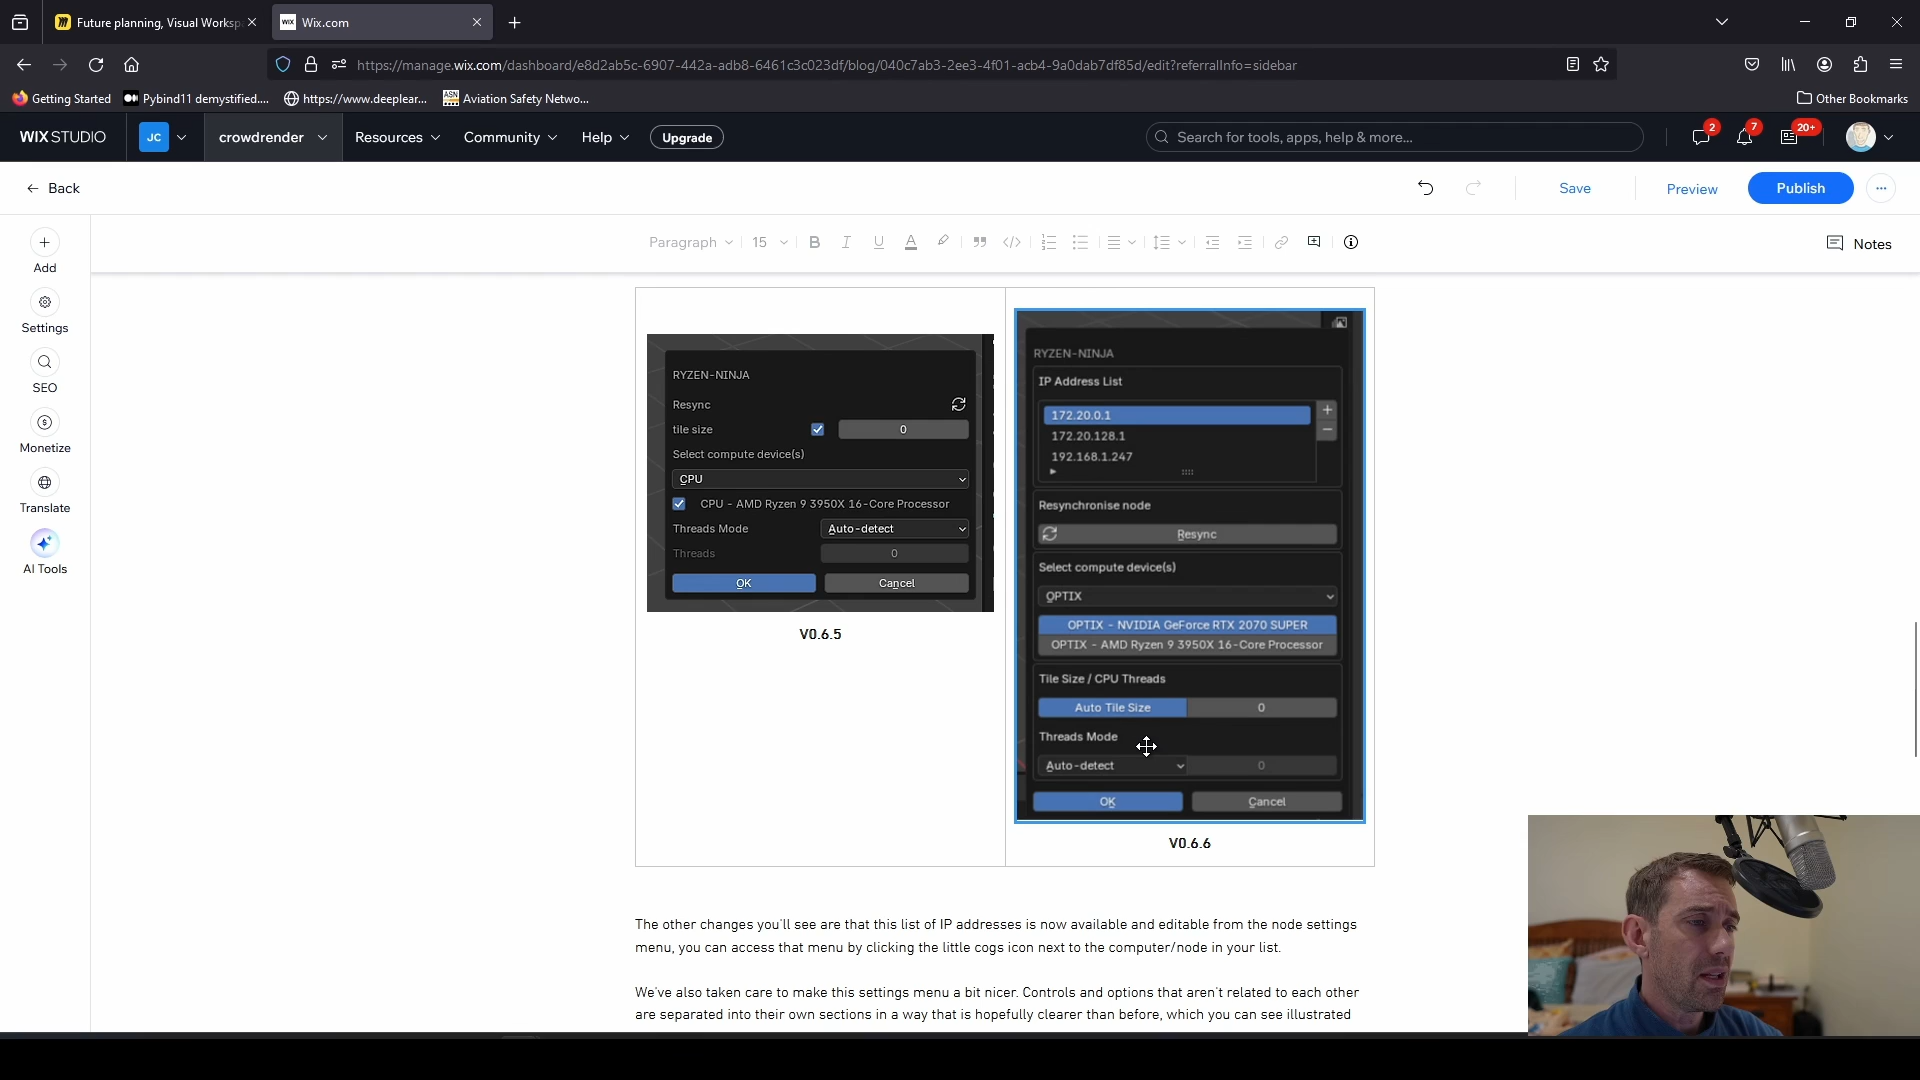 Future planning, Visual Worksp
Wix.com
https://manage.wix.com/dashboard/e8d2ab5c-6907-442a-adb8-6461c3c023df/blog/040c7ab3-2ee3-4f01-acb4-9a0dab7df85d/edit?referralInfo=sidebar
Getting Started
Pybind11 demystified....
https://www.deeplear...
Aviation Safety Netwo...
Other Bookmarks
WIX STUDIO
JC
crowdrender
Resources
Community
Help
Upgrade
Search for tools, apps, help & more...
2
7
20+
Back
Save
Preview
Publish
Paragraph
15
Notes
Add
Settings
SEO
Monetize
Translate
AI Tools
RYZEN-NINJA
Resync
tile size 0
Select compute device(s)
CPU
CPU - AMD Ryzen 9 3950X 16-Core Processor
Threads Mode Auto-detect
Threads 0
OK Cancel
V0.6.5
RYZEN-NINJA
IP Address List
172.20.0.1
172.20.128.1
192.168.1.247
Resynchronise node
Resync
Select compute device(s)
OPTIX
OPTIX - NVIDIA GeForce RTX 2070 SUPER
OPTIX - AMD Ryzen 9 3950X 16-Core Processor
Tile Size / CPU Threads
Auto Tile Size 0
Threads Mode
Auto-detect 0
OK Cancel
V0.6.6
The other changes you'll see are that this list of IP addresses is now available and editable from the node settings
menu, you can access that menu by clicking the little cogs icon next to the computer/node in your list.
We've also taken care to make this settings menu a bit nicer. Controls and options that aren't related to each other
are separated into their own sections in a way that is hopefully clearer than before, which you can see illustrated